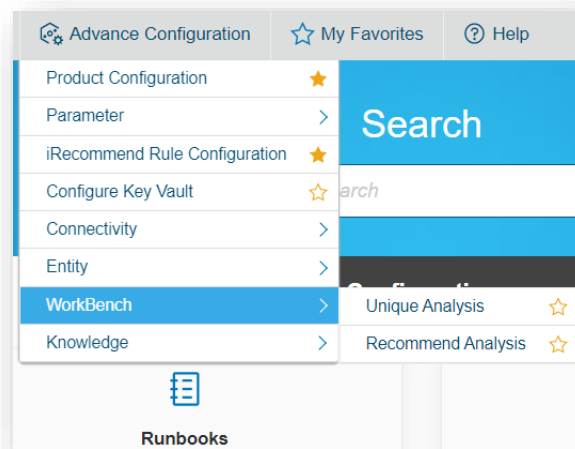 Advance Configuration My Favorites Help
Product Configuration
Parameter
Search
iRecommend Rule Configuration
Configure Key Vault
arch
Connectivity
Entity
WorkBench
Unique Analysis
Knowledge
Recommend Analysis
Runbooks